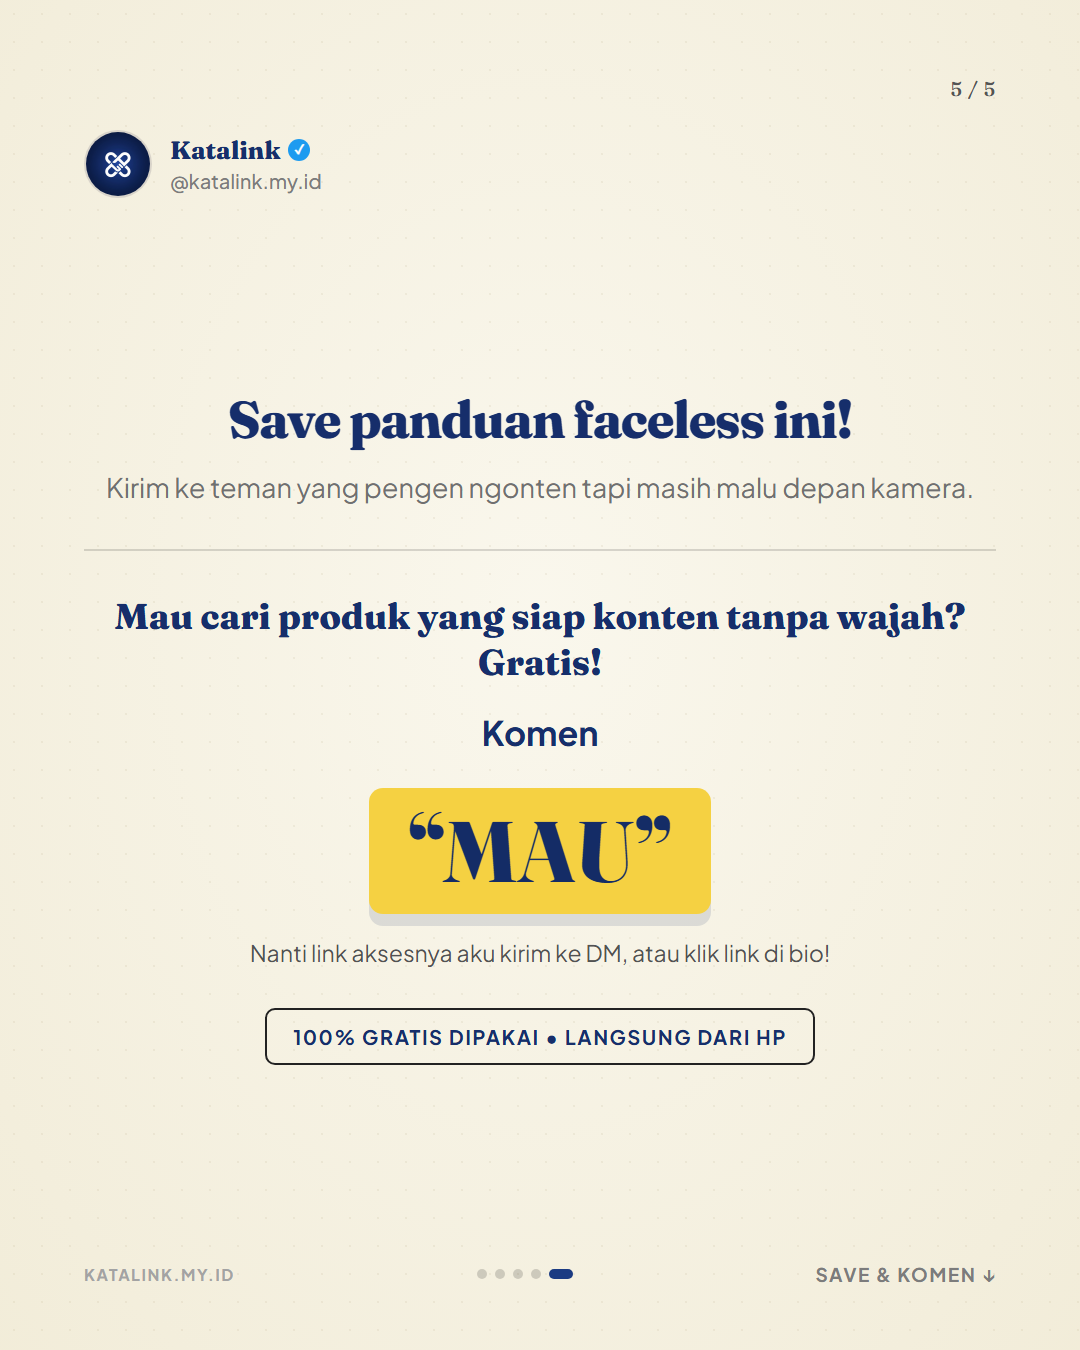 5 / 5
Katalink
@katalink.my.id
Save panduan faceless ini!
Kirim ke teman yang pengen ngonten tapi masih malu depan kamera.
Mau cari produk yang siap konten tanpa wajah?
Gratis!
Komen
“MAU”
Nanti link aksesnya aku kirim ke DM, atau klik link di bio!
100% GRATIS DIPAKAI ● LANGSUNG DARI HP
KATALINK.MY.ID
SAVE & KOMEN ↓